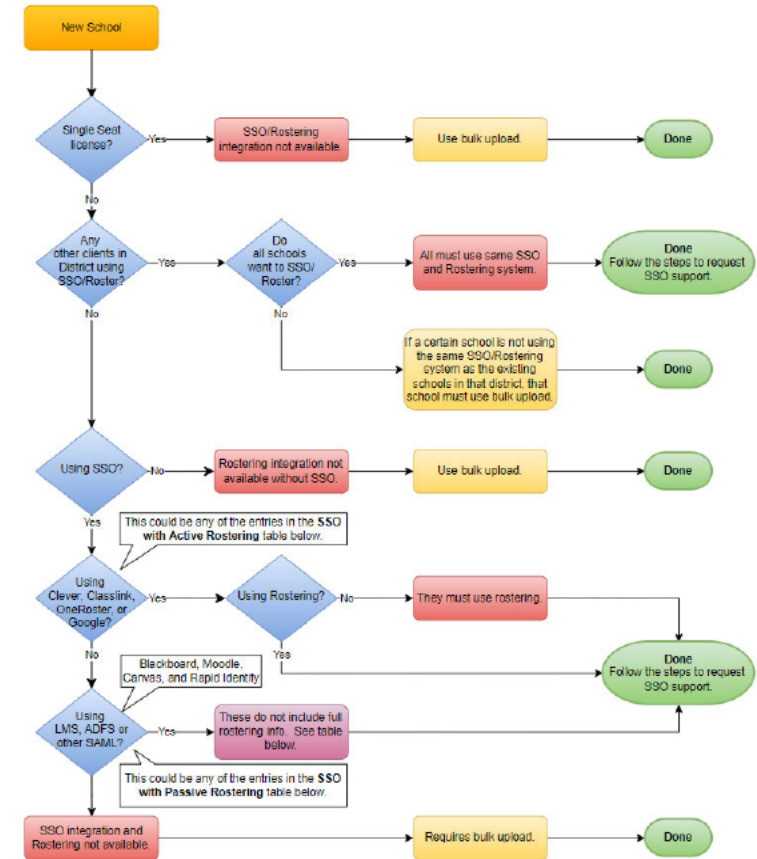 New School
Single Seat
license?
Yes
SSO/Rostering
integration not available.
Use bulk upload.
Done
No
Any
other clients in
District using
SSO/Roster?
Yes
Do
all schools
want to SSO/
Roster?
Yes
All must use same SSO
and Rostering system.
Done
Follow the steps to request
SSO support.
No
No
If a certain school is not using
the same SSO/Rostering
system as the existing
schools in that district, that
school must use bulk upload.
Done
Using SSO?
No
Rostering integration not
available without SSO.
Use bulk upload.
Done
Yes
This could be any of the entries in the SSO
with Active Rostering table below.
Using
Clever, Classlink,
OneRoster, or
Google?
Yes
Using Rostering?
No
They must use rostering.
No
Yes
Done
Follow the steps to request
SSO support.
Blackboard, Moodle,
Canvas, and Rapid Identity
Using
LMS, ADFS or
other SAML?
Yes
These do not include full
rostering info. See table
below.
This could be any of the entries in the SSO
with Passive Rostering table below.
SSO integration and
Rostering not available.
Requires bulk upload.
Done